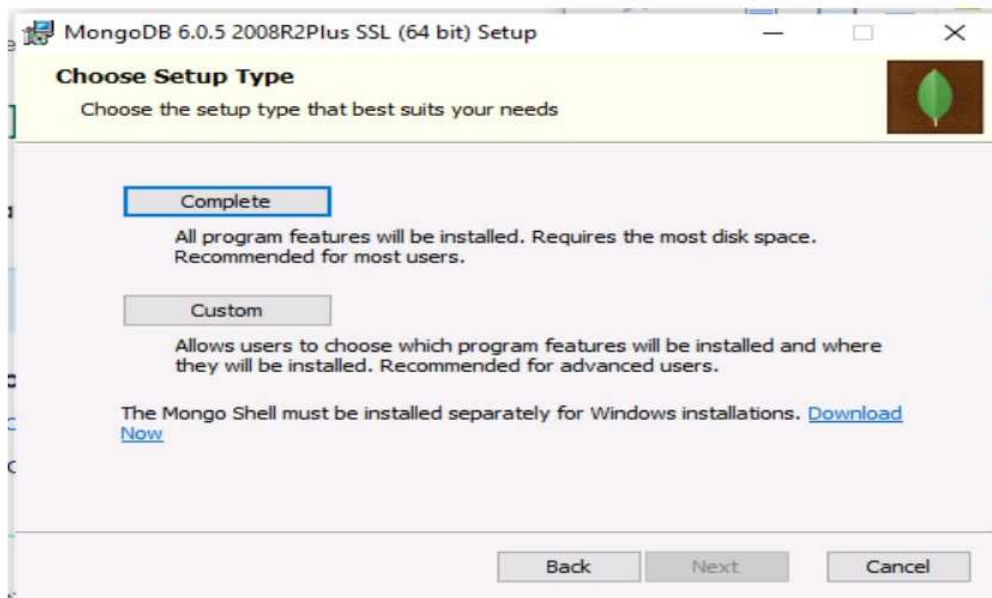 MongoDB 6.0.5 2008R2Plus SSL (64 bit) Setup
Choose Setup Type
Choose the setup type that best suits your needs
Complete
All program features will be installed. Requires the most disk space.
Recommended for most users.
Custom
Allows users to choose which program features will be installed and where
they will be installed. Recommended for advanced users.
The Mongo Shell must be installed separately for Windows installations. Download
Now
Back Next Cancel